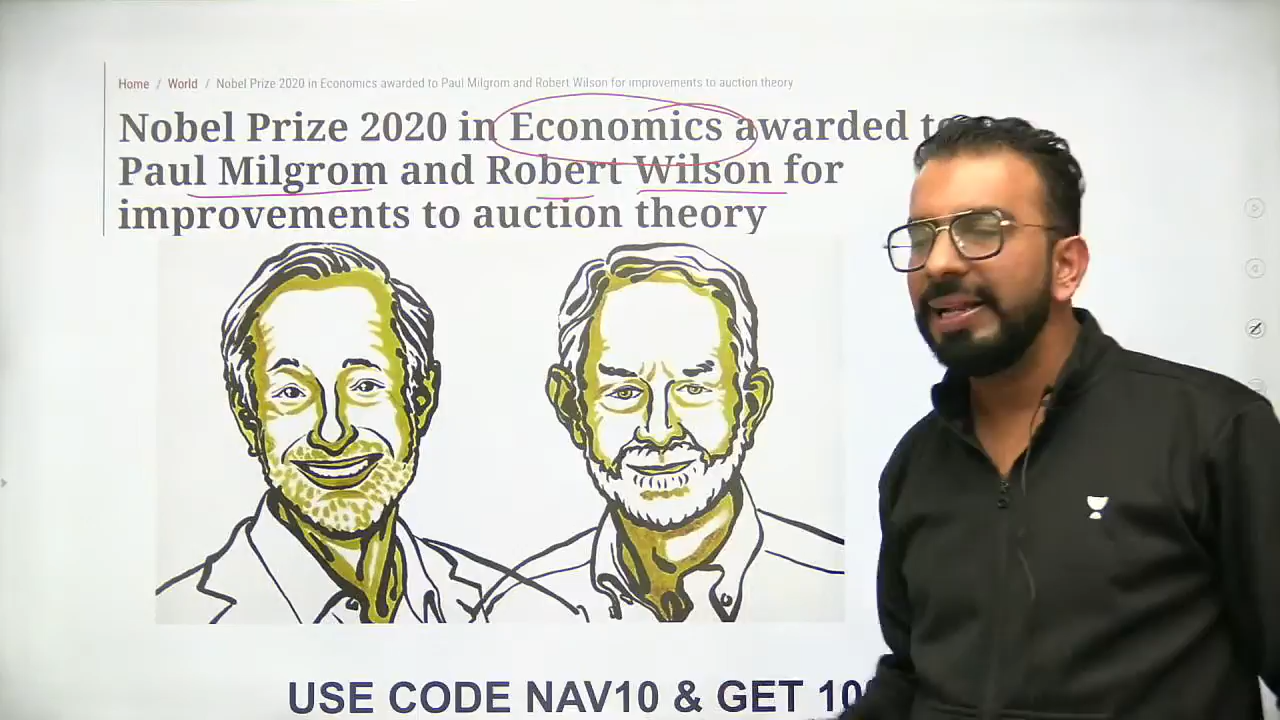 Home / World / Nobel Prize 2020 in Economics awarded to Paul Milgrom and Robert Wilson for improvements to auction theory
Nobel Prize 2020 in Economics awarded
Paul Milgrom and Robert Wilson for
improvements to auction theory
USE CODE NAV10 & GET